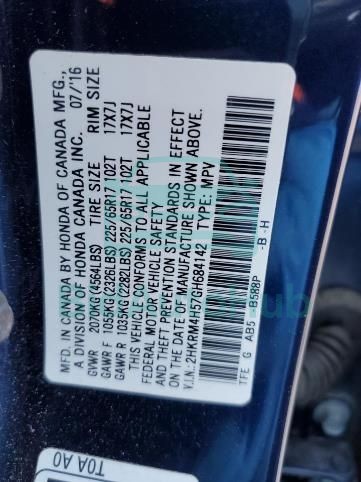 MFD. IN CANADA BY HONDA OF CANADA MFG.,
A DIVISION OF HONDA CANADA INC. 07/16
GVWR 2070KG (4564LBS) TIRE SIZE RIM SIZE
GAWR F 1055KG (2326LBS) 225/65R17 102T 17X7J
GAWR R 1035KG (2282LBS) 225/65R17 102T 17X7J
THIS VEHICLE CONFORMS TO ALL APPLICABLE
FEDERAL MOTOR VEHICLE SAFETY
AND THEFT PREVENTION STANDARDS IN EFFECT
ON THE DATE OF MANUFACTURE SHOWN ABOVE.
V.I.N.: 2HKRM4H57GH684142 TYPE: MPV
TFE G AB5 B588P -B-H
T0A A0